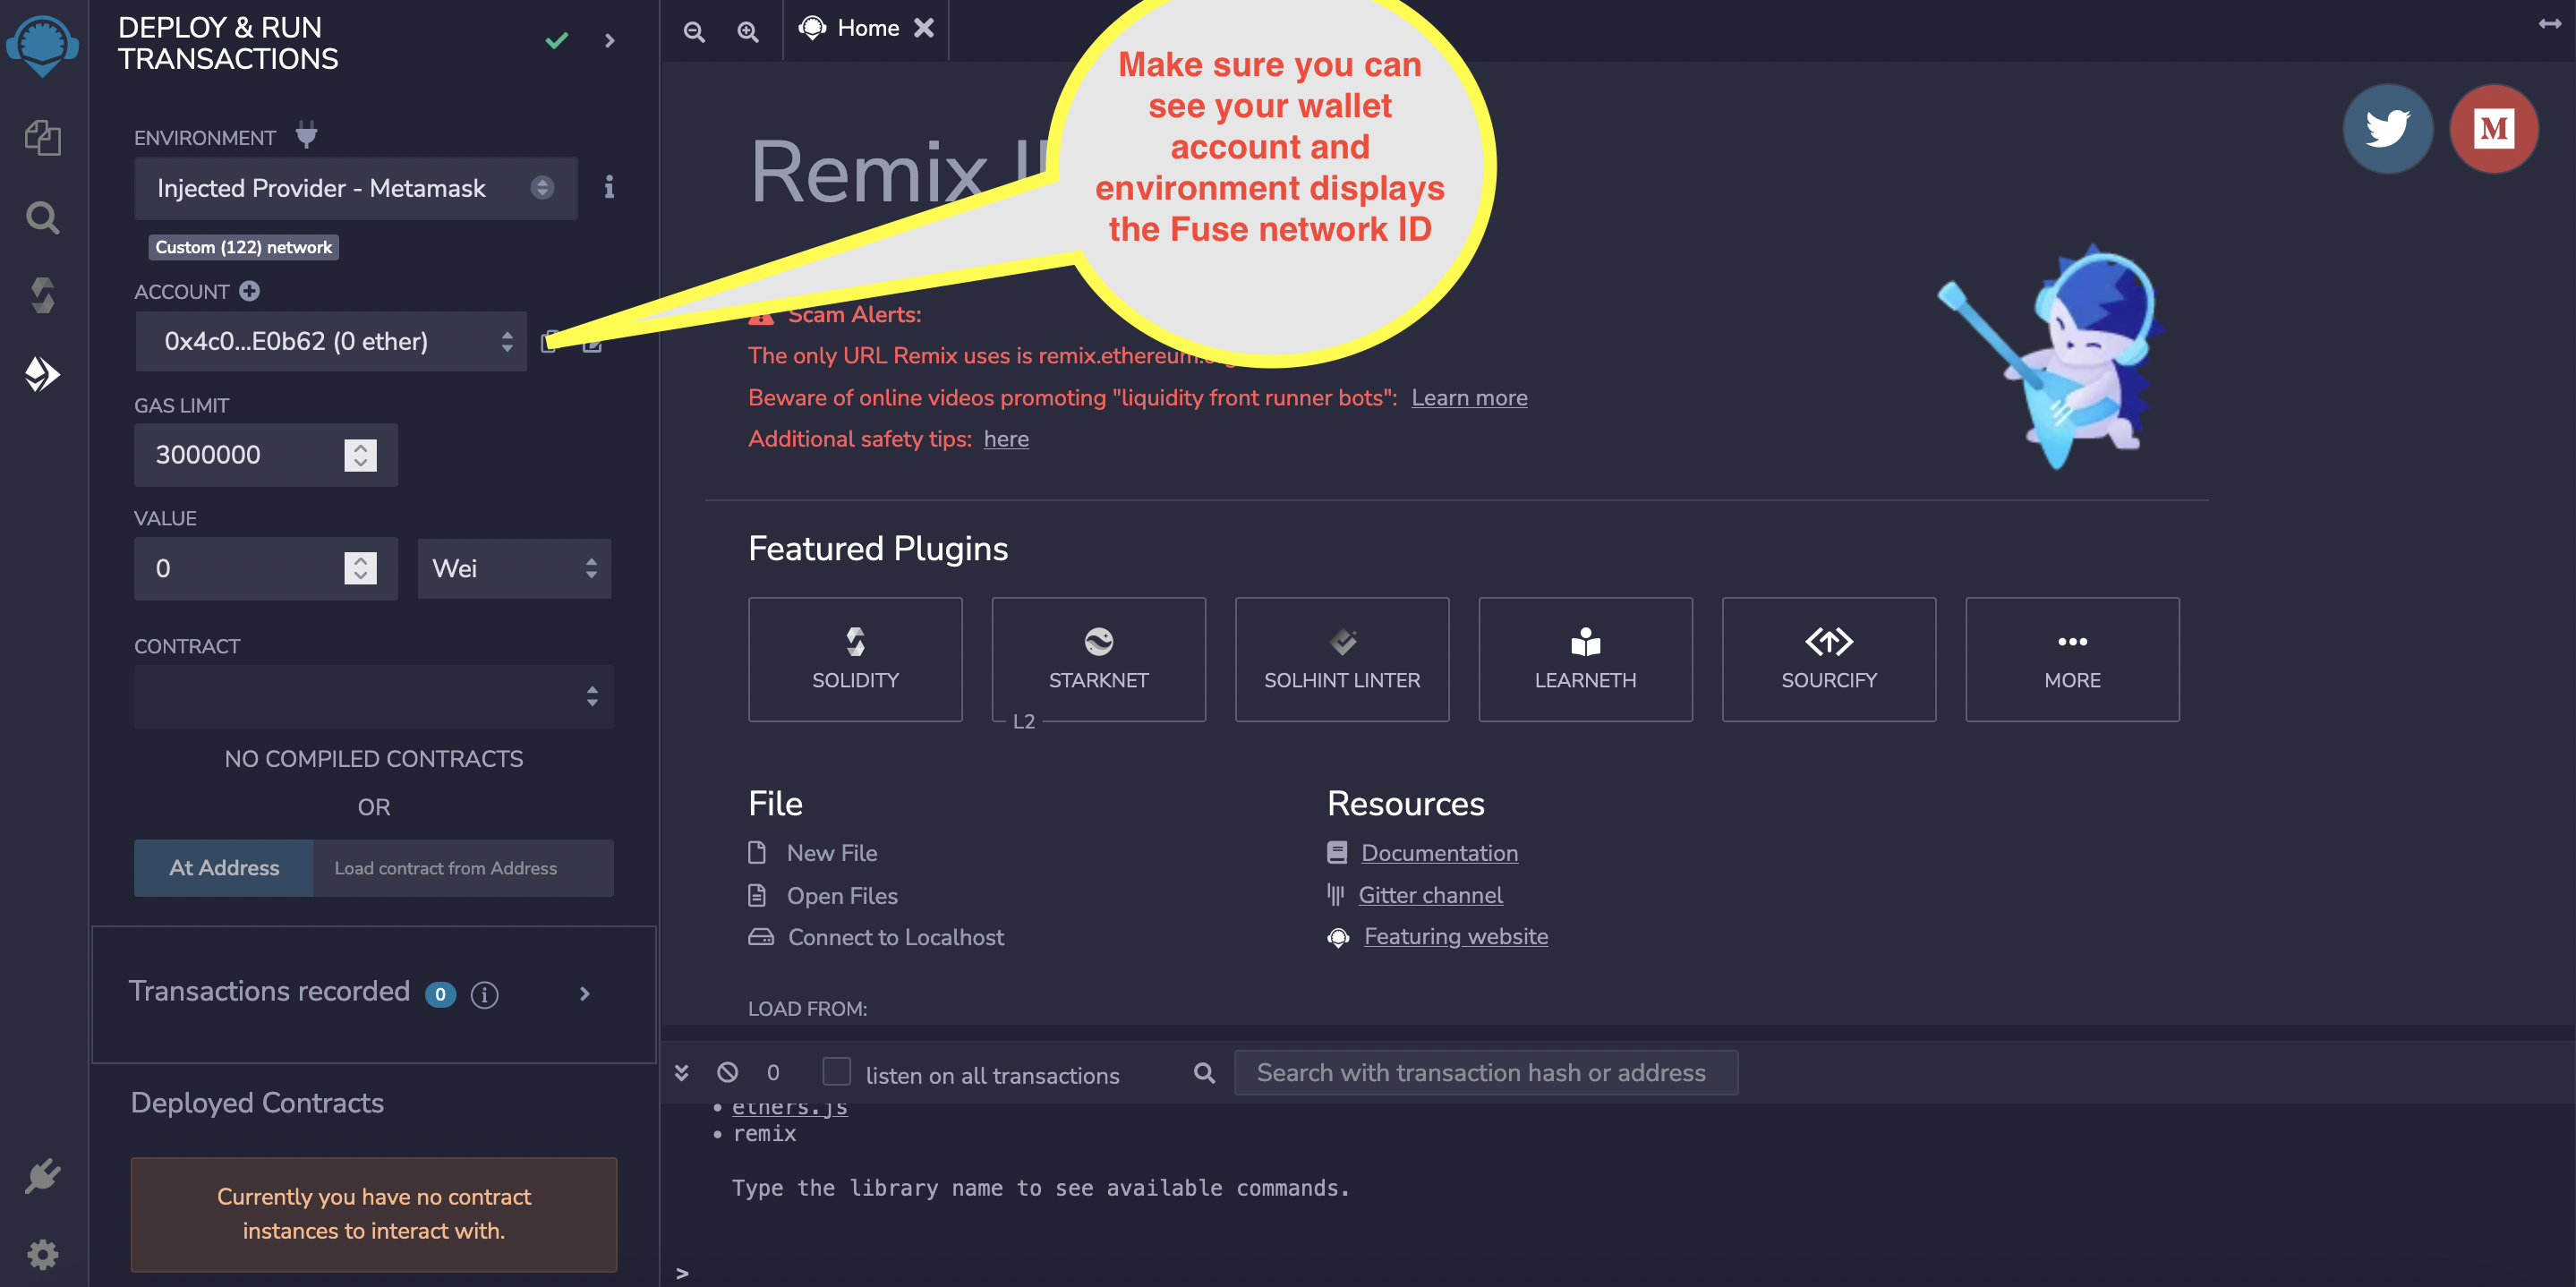 DEPLOY & RUN
TRANSACTIONS
ENVIRONMENT
Injected Provider - Metamask
Custom (122) network
ACCOUNT
0x4c0...E0b62 (0 ether)
GAS LIMIT
3000000
VALUE
0
Wei
CONTRACT
NO COMPILED CONTRACTS
OR
At Address
Load contract from Address
Transactions recorded 0
Deployed Contracts
Currently you have no contract
instances to interact with.
Home
Make sure you can
see your wallet
account and
environment displays
the Fuse network ID
Remix
M
Scam Alerts:
The only URL Remix uses is
Beware of online videos promoting "liquidity front runner bots": Learn more
Additional safety tips: here
Featured Plugins
SOLIDITY
STARKNET
L2
SOLHINT LINTER
LEARNETH
SOURCIFY
MORE
File
New File
Open Files
Connect to Localhost
LOAD FROM:
Resources
Documentation
Gitter channel
Featuring website
0
listen on all transactions
Search with transaction hash or address
• ethers.js
• remix
Type the library name to see available commands.
>